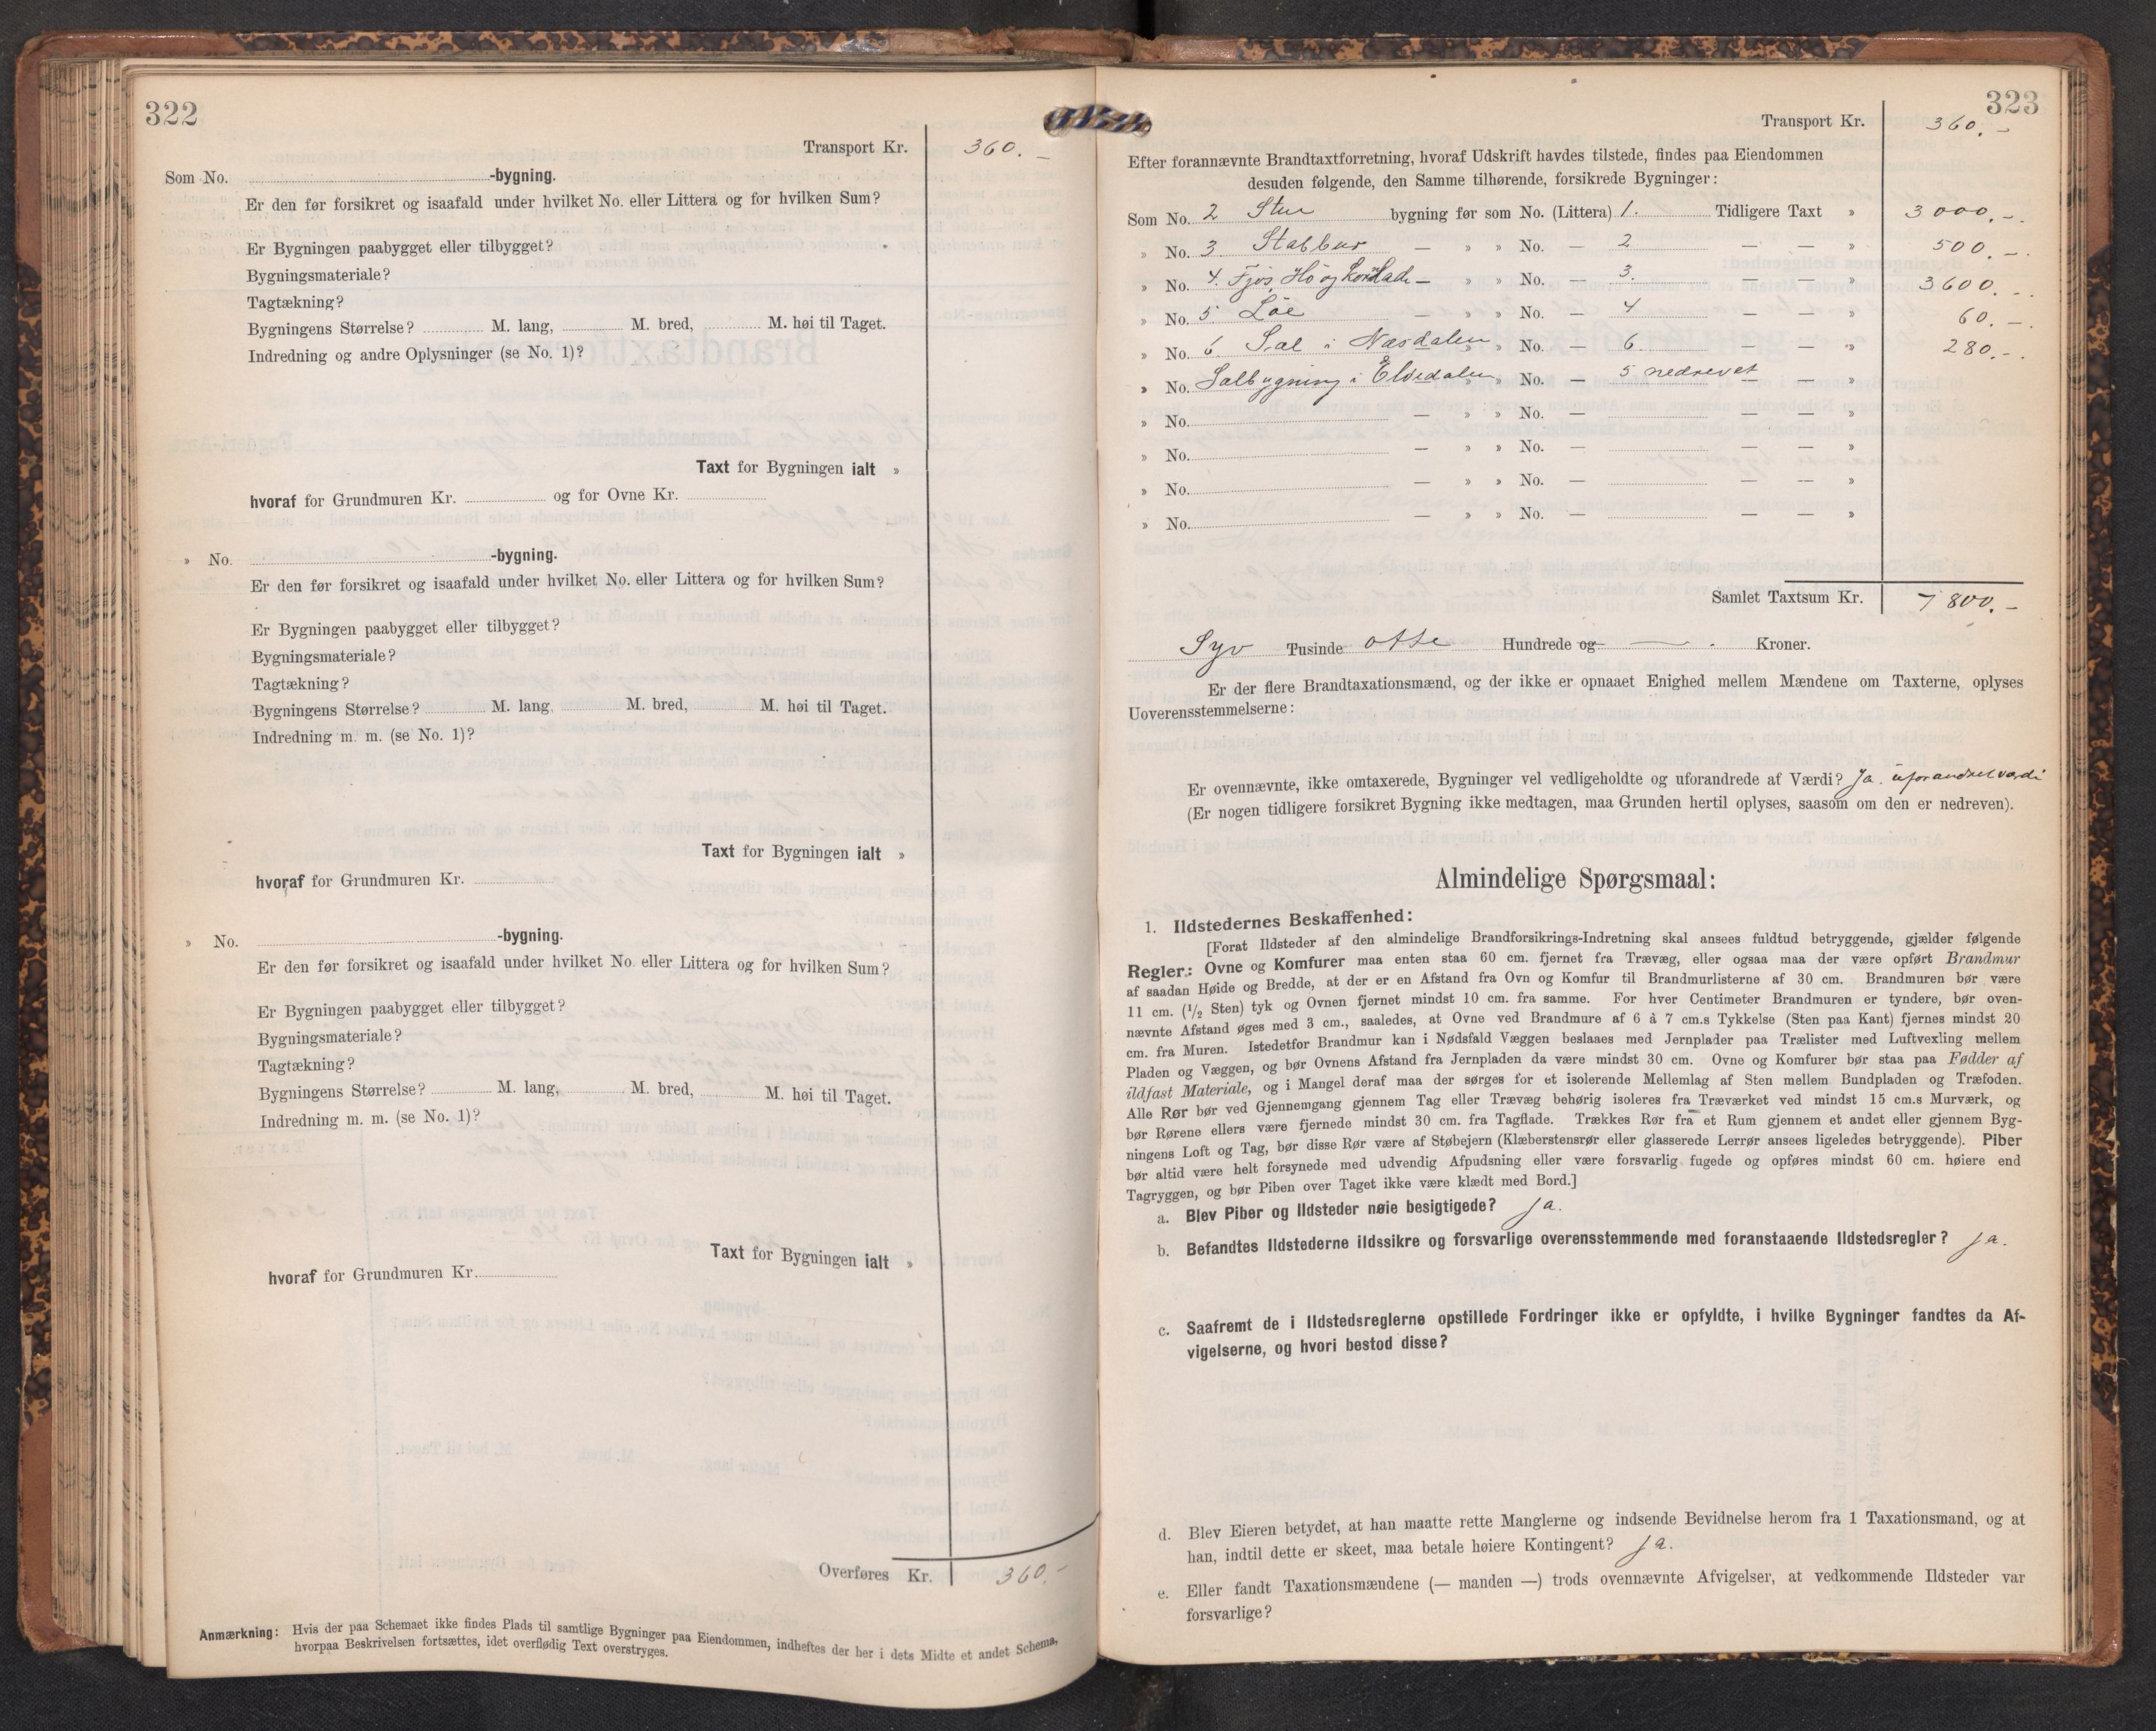 322
Transport Kr. 360.–
Som No. -bygning.
Er den før forsikret og isaafald under hvilket No. eller Littera og for hvilken Sum?
Er Bygningen paabygget eller tilbygget?
Bygningsmateriale?
Tagtækning?
Bygningens Størrelse? M. lang, M. bred, M. høi til Taget.
Indredning og andre Oplysninger (se No. 1)?
Taxt for Bygningen ialt »
hvoraf for Grundmuren Kr. og for Ovne Kr.
» No. -bygning.
Er den før forsikret og isaafald under hvilket No. eller Littera og for hvilken Sum?
Er Bygningen paabygget eller tilbygget?
Bygningsmateriale?
Tagtækning?
Bygningens Størrelse? M. lang, M. bred, M. høi til Taget.
Indredning m. m. (se No. 1)?
Taxt for Bygningen ialt »
hvoraf for Grundmuren Kr.
» No. -bygning.
Er den før forsikret og isaafald under hvilket No. eller Littera og for hvilken Sum?
Er Bygningen paabygget eller tilbygget?
Bygningsmateriale?
Tagtækning?
Bygningens Størrelse? M. lang, M. bred, M. høi til Taget.
Indredning m. m. (se No. 1)?
Taxt for Bygningen ialt »
hvoraf for Grundmuren Kr.
Overføres Kr. 360.–
Anmærkning: Hvis der paa Schemaet ikke findes Plads til samtlige Bygninger paa Eiendommen, indheftes der her i dets Midte et andet Schema,
hvorpaa Beskrivelsen fortsættes, idet overflødig Text overstryges.
323
Transport Kr. 360.–
Efter forannævnte Brandtaxtforretning, hvoraf Udskrift havdes tilstede, findes paa Eiendommen
desuden følgende, den Samme tilhørende, forsikrede Bygninger:
Som No. 2 Stue bygning før som No. (Littera) 1. Tidligere Taxt » 3000.–
» No. 3 Stabbur — » » No. — 2 — — » 500.–
» No. 4. Fjøs, Hø og — » » No. — 3. — — » 3600.–
» No. 5 Løe — » » No. — 4 — — » 60.–
» No. 6 Sæl i Næsdalen » No. — 6 — — » 280.–
» No. Sælbygning i Eldedalen » No. — 5 nedrevet »
» No. — » » No. — — — »
» No. — » » No. — — — »
» No. — » » No. — — — »
» No. — » » No. — — — »
Samlet Taxtsum Kr. 7800.–
Syv Tusinde otte Hundrede og — . Kroner.
Er der flere Brandtaxationsmænd, og der ikke er opnaaet Enighed mellem Mændene om Taxterne, oplyses
Uoverensstemmelserne:
Er ovennævnte, ikke omtaxerede, Bygninger vel vedligeholdte og uforandrede af Værdi? Ja. uforandret værdi
(Er nogen tidligere forsikret Bygning ikke medtagen, maa Grunden hertil oplyses, saasom om den er nedreven).
Almindelige Spørgsmaal:
1. Ildstedernes Beskaffenhed:
[Forat Ildsteder af den almindelige Brandforsikrings-Indretning skal ansees fuldtud betryggende, gjælder følgende
Regler: Ovne og Komfurer maa enten staa 60 cm. fjernet fra Trævæg, eller ogsaa maa der være opført Brandmur
af saadan Høide og Bredde, at der er en Afstand fra Ovn og Komfur til Brandmurlisterne af 30 cm. Brandmuren bør være
11 cm. (1/2 Sten) tyk og Ovnen fjernet mindst 10 cm. fra samme. For hver Centimeter Brandmuren er tyndere, bør oven-
nævnte Afstand øges med 3 cm., saaledes, at Ovne ved Brandmure af 6 à 7 cm.s Tykkelse (Sten paa Kant) fjernes mindst 20
cm. fra Muren. Istedetfor Brandmur kan i Nødsfald Væggen beslaaes med Jernplader paa Trælister med Luftvexling mellem
Pladen og Væggen, og bør Ovnens Afstand fra Jernpladen da være mindst 30 cm. Ovne og Komfurer bør staa paa Fødder af
ildfast Materiale, og i Mangel deraf maa der sørges for et isolerende Mellemlag af Sten mellem Bundpladen og Træfoden.
Alle Rør bør ved Gjennemgang gjennem Tag eller Trævæg behørig isoleres fra Træværket ved mindst 15 cm.s Murværk, og
bør Rørene ellers være fjernede mindst 30 cm. fra Tagflade. Trækkes Rør fra et Rum gjennem et andet eller gjennem Byg-
ningens Loft og Tag, bør disse Rør være af Støbejern (Klæberstensrør eller glasserede Lerrør ansees ligeledes betryggende). Piber
bør altid være helt forsynede med udvendig Afpudsning eller være forsvarlig fugede og opføres mindst 60 cm. høiere end
Tagryggen, og bør Piben over Taget ikke være klædt med Bord.]
a. Blev Piber og Ildsteder nøie besigtigede? Ja.
b. Befandtes Ildstederne ildssikre og forsvarlige overensstemmende med foranstaaende Ildstedsregler? Ja.
c. Saafremt de i Ildstedsreglerne opstillede Fordringer ikke er opfyldte, i hvilke Bygninger fandtes da Af-
vigelserne, og hvori bestod disse?
d. Blev Eieren betydet, at han maatte rette Manglerne og indsende Bevidnelse herom fra 1 Taxationsmand, og at
han, indtil dette er skeet, maa betale høiere Kontingent? Ja.
e. Eller fandt Taxationsmændene (— manden —) trods ovennævnte Afvigelser, at vedkommende Ildsteder var
forsvarlige?